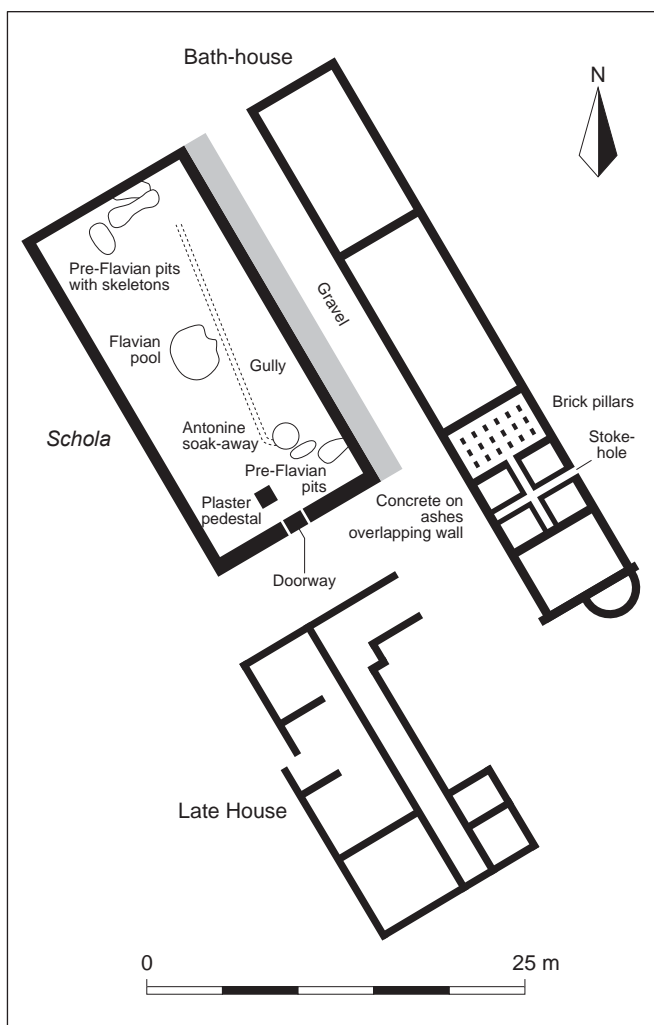 Bath-house
N
Pre-Flavian pits
with skeletons
Gravel
Flavian
pool
Gully
Brick pillars
Schola
Antonine
soak-away
Stoke-
hole
Pre-Flavian
pits
Plaster
pedestal
Concrete on
ashes
overlapping wall
Doorway
Late House
0
25 m